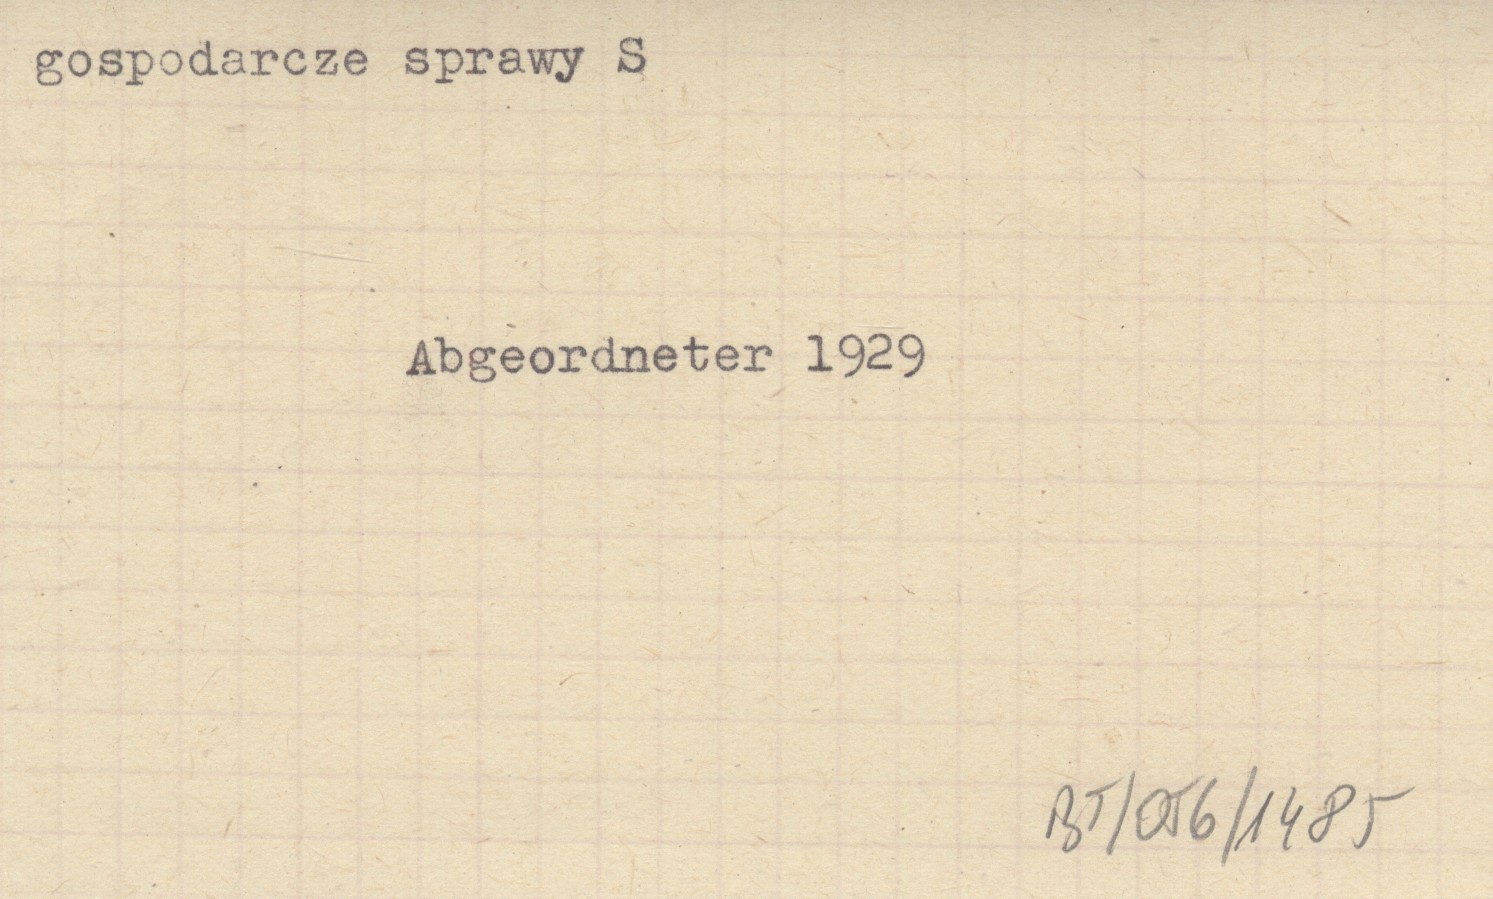 gospodarcze sprawy S
Abgeordneter 1929
BT/OT6/1485